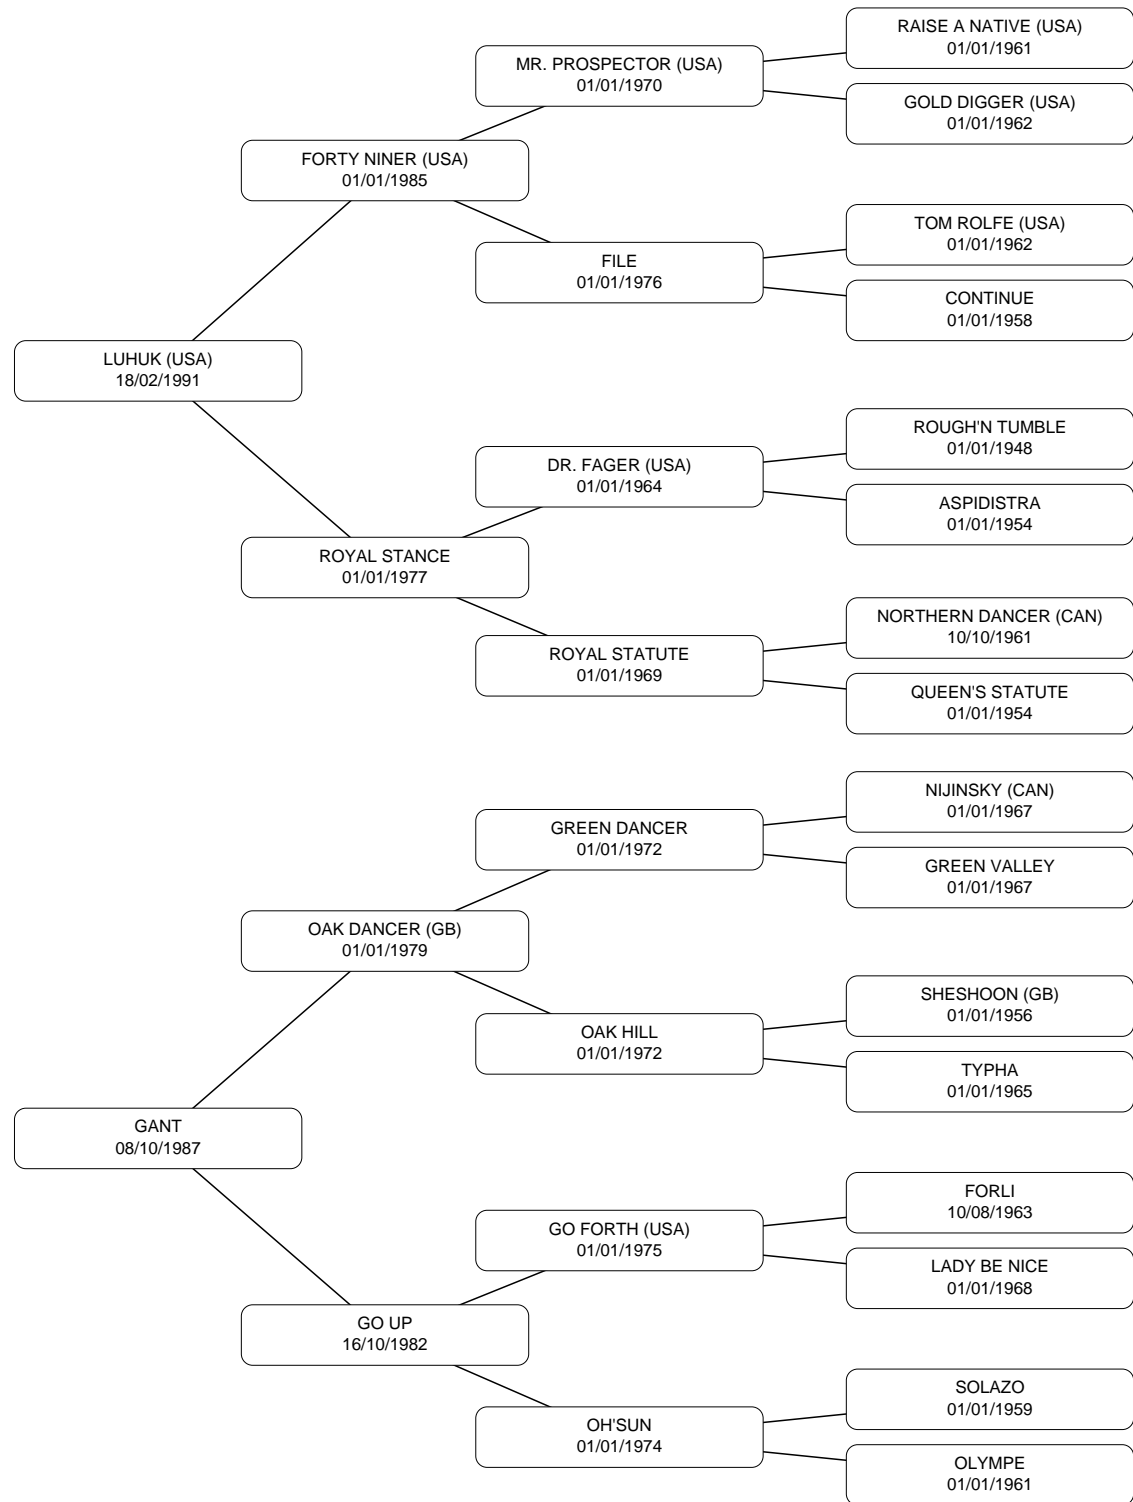 RAISE A NATIVE (USA)
01/01/1961
MR. PROSPECTOR (USA)
01/01/1970
GOLD DIGGER (USA)
01/01/1962
FORTY NINER (USA)
01/01/1985
TOM ROLFE (USA)
01/01/1962
FILE
01/01/1976
CONTINUE
01/01/1958
LUHUK (USA)
18/02/1991
ROUGH'N TUMBLE
01/01/1948
DR. FAGER (USA)
01/01/1964
ASPIDISTRA
01/01/1954
ROYAL STANCE
01/01/1977
NORTHERN DANCER (CAN)
10/10/1961
ROYAL STATUTE
01/01/1969
QUEEN'S STATUTE
01/01/1954
NIJINSKY (CAN)
01/01/1967
GREEN DANCER
01/01/1972
GREEN VALLEY
01/01/1967
OAK DANCER (GB)
01/01/1979
SHESHOON (GB)
01/01/1956
OAK HILL
01/01/1972
TYPHA
01/01/1965
GANT
08/10/1987
FORLI
10/08/1963
GO FORTH (USA)
01/01/1975
LADY BE NICE
01/01/1968
GO UP
16/10/1982
SOLAZO
01/01/1959
OH'SUN
01/01/1974
OLYMPE
01/01/1961